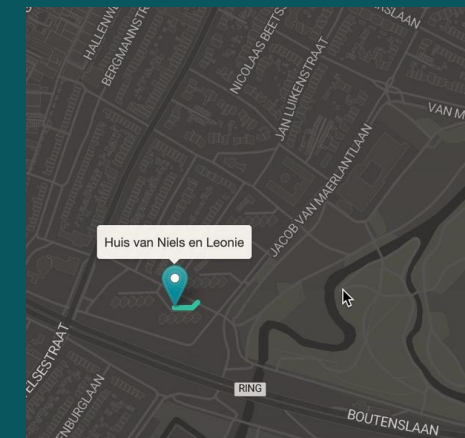 HALLENW
BERGMANNSTR
NICOLAAS BEETS
JAN LUIKENSTRAAT
SLAAN
VAN M
JACOB VAN MAERLANTLAAN
Huis van Niels en Leonie
ELSESTRAAT
NBURGLAAN
RING
BOUTENSLAAN